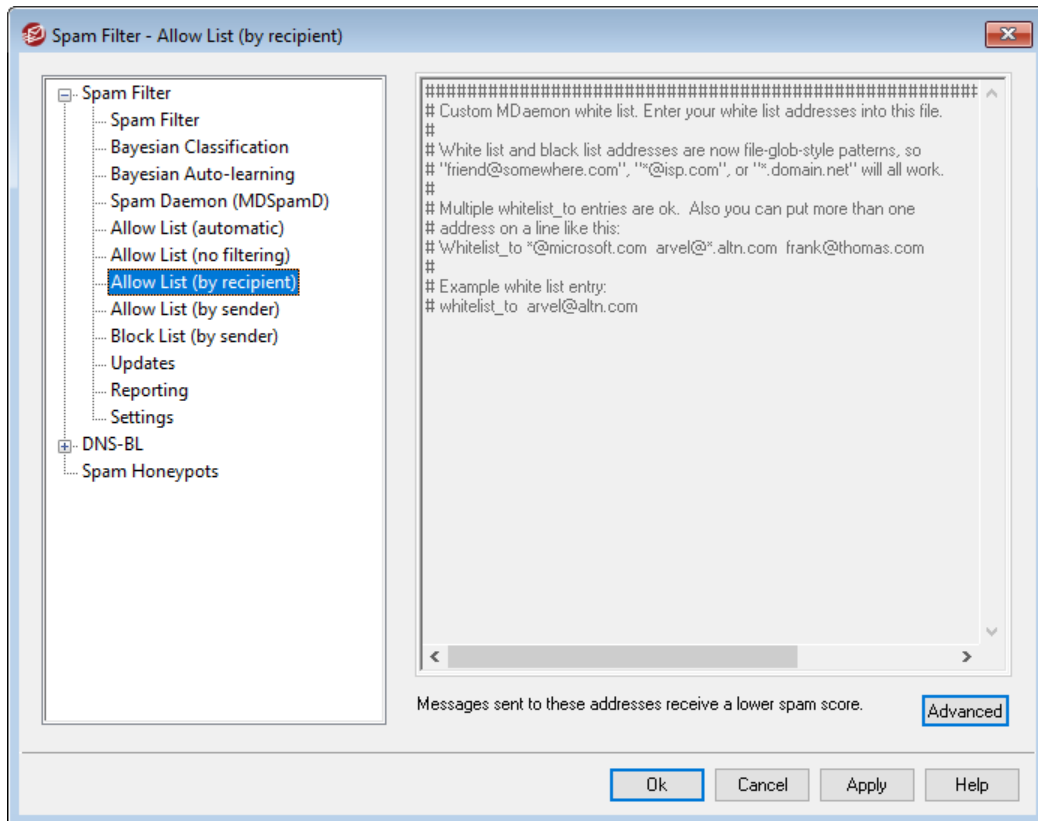 Spam Filter - Allow List (by recipient)
Spam Filter
Spam Filter
Bayesian Classification
Bayesian Auto-learning
Spam Daemon (MDSpamD)
Allow List (automatic)
Allow List (no filtering)
Allow List (by recipient)
Allow List (by sender)
Block List (by sender)
Updates
Reporting
Settings
DNS-BL
Spam Honeypots
######################################################
# Custom MDaemon white list. Enter your white list addresses into this file.
#
# White list and black list addresses are now file-glob-style patterns, so
# "friend@somewhere.com", "*@isp.com", or "*.domain.net" will all work.
#
# Multiple whitelist_to entries are ok.  Also you can put more than one
# address on a line like this:
# Whitelist_to *@microsoft.com  arvel@*.altn.com  frank@thomas.com
#
# Example white list entry:
# whitelist_to  arvel@altn.com
Messages sent to these addresses receive a lower spam score.
Advanced
Ok
Cancel
Apply
Help